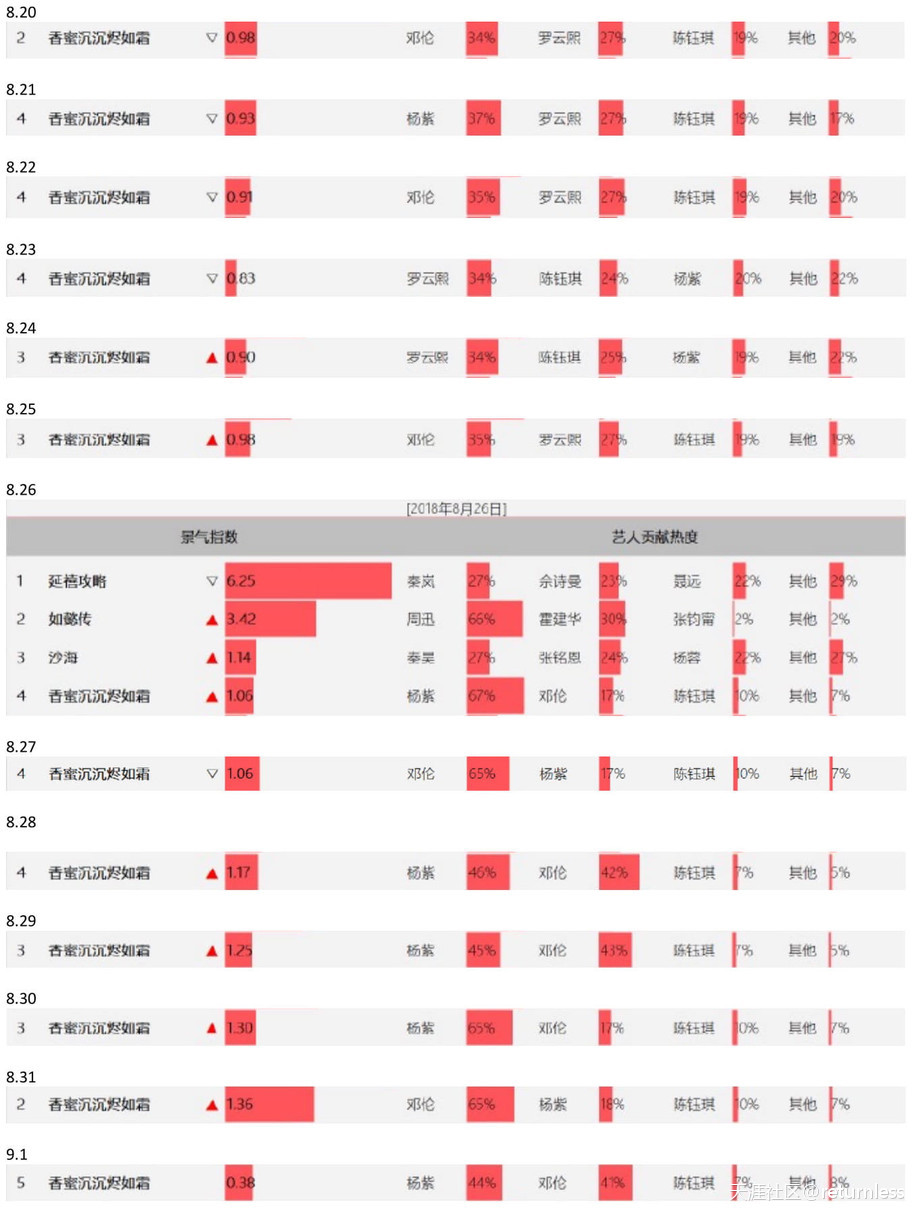 8.20
2 香蜜沉沉烬如霜 ▽ 0.98 邓伦 34% 罗云熙 27% 陈钰琪 19% 其他 20%
8.21
4 香蜜沉沉烬如霜 ▽ 0.93 杨紫 37% 罗云熙 27% 陈钰琪 19% 其他 17%
8.22
4 香蜜沉沉烬如霜 ▽ 0.91 邓伦 35% 罗云熙 27% 陈钰琪 19% 其他 20%
8.23
4 香蜜沉沉烬如霜 ▽ 0.83 罗云熙 34% 陈钰琪 24% 杨紫 20% 其他 22%
8.24
3 香蜜沉沉烬如霜 ▲ 0.90 罗云熙 34% 陈钰琪 25% 杨紫 19% 其他 22%
8.25
3 香蜜沉沉烬如霜 ▲ 0.98 邓伦 35% 罗云熙 27% 陈钰琪 19% 其他 19%
8.26
[2018年8月26日]
景气指数 艺人贡献热度
1 延禧攻略 ▽ 6.25 秦岚 27% 佘诗曼 23% 聂远 22% 其他 29%
2 如懿传 ▲ 3.42 周迅 66% 霍建华 30% 张钧甯 2% 其他 2%
3 沙海 ▲ 1.14 秦昊 27% 张铭恩 24% 杨蓉 22% 其他 27%
4 香蜜沉沉烬如霜 ▲ 1.06 杨紫 67% 邓伦 17% 陈钰琪 10% 其他 7%
8.27
4 香蜜沉沉烬如霜 ▽ 1.06 邓伦 65% 杨紫 17% 陈钰琪 10% 其他 7%
8.28
4 香蜜沉沉烬如霜 ▲ 1.17 杨紫 46% 邓伦 42% 陈钰琪 7% 其他 5%
8.29
3 香蜜沉沉烬如霜 ▲ 1.25 杨紫 45% 邓伦 43% 陈钰琪 7% 其他 5%
8.30
3 香蜜沉沉烬如霜 ▲ 1.30 杨紫 65% 邓伦 17% 陈钰琪 10% 其他 7%
8.31
2 香蜜沉沉烬如霜 ▲ 1.36 邓伦 65% 杨紫 18% 陈钰琪 10% 其他 7%
9.1
5 香蜜沉沉烬如霜 0.38 杨紫 44% 邓伦 41% 陈钰琪 7% 其他 8%
天涯社区@returnless